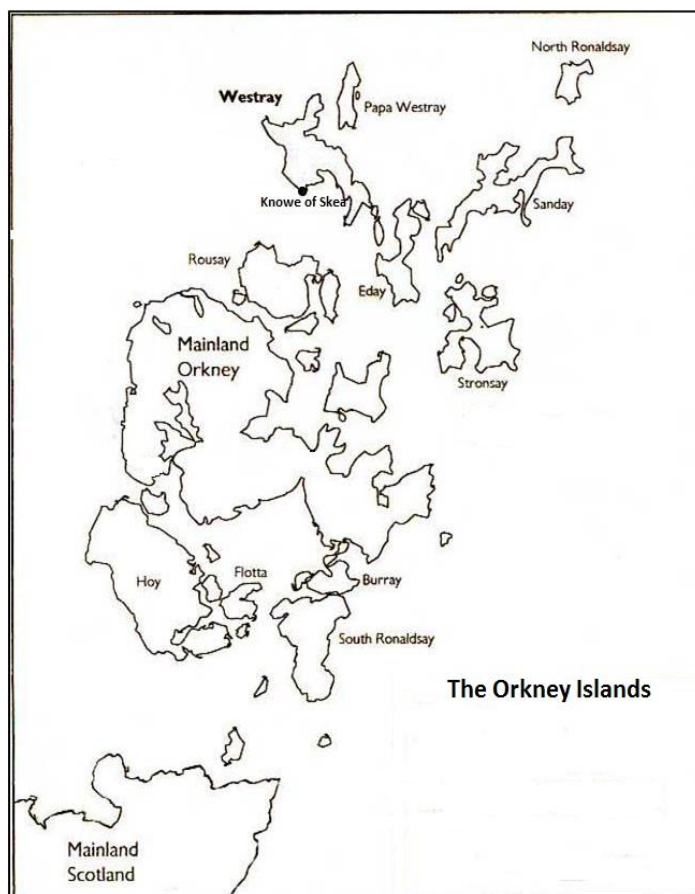 North Ronaldsay
Westray
Papa Westray
Knowe of Skea
Sanday
Rousay
Eday
Mainland
Orkney
Stronsay
Hoy
Flotta
Burray
South Ronaldsay
The Orkney Islands
Mainland
Scotland